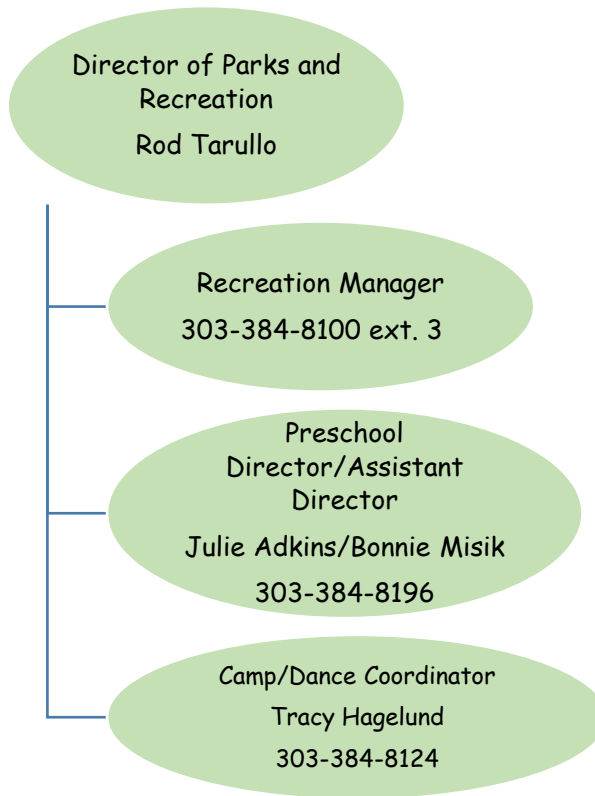 Director of Parks and
Recreation
Rod Tarullo
Recreation Manager
303-384-8100 ext. 3
Preschool
Director/Assistant
Director
Julie Adkins/Bonnie Misik
303-384-8196
Camp/Dance Coordinator
Tracy Hagelund
303-384-8124